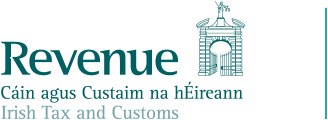 Revenue
Cáin agus Custaim na hÉireann
Irish Tax and Customs